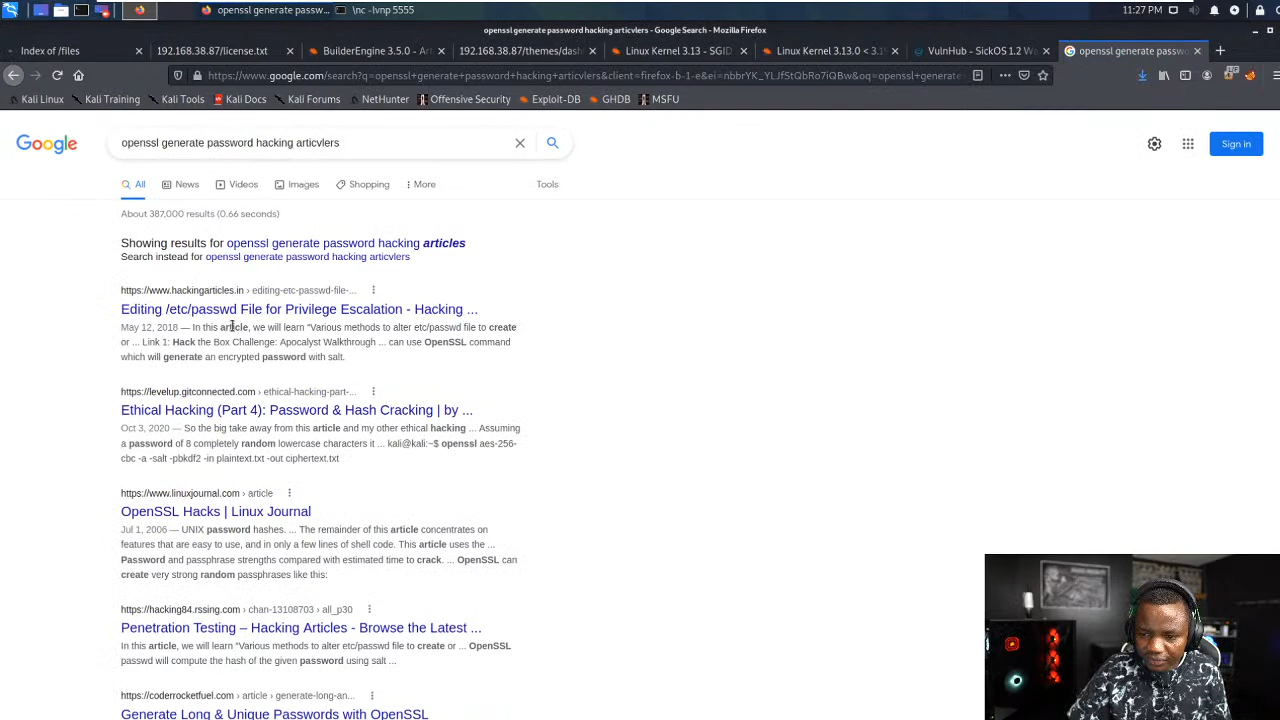 \nc -lvnp 5555
11:27 PM
openssl generate password hacking articvlers - Google Search - Mozilla Firefox
Index of /files
192.168.38.87/license.txt
BuilderEngine 3.5.0 - Ar
192.168.38.87/themes/das
Linux Kernel 3.13 - SGID
Linux Kernel 3.13.0 < 3.1
VulnHub - SickOS 1.2 W
openssl generate passwo
https://www.google.com/search?q=openssl+generate+password+hacking+articvlers&client=firefox-b-1-e&ei=nbbrYK_YLJfStQbRo7iQBw&oq=openssl+generate
Kali Linux
Kali Training
Kali Tools
Kali Docs
Kali Forums
NetHunter
Offensive Security
Exploit-DB
GHDB
MSFU
Google
openssl generate password hacking articvlers
Sign in
All
News
Videos
Images
Shopping
More
Tools
About 387,000 results (0.66 seconds)
Showing results for openssl generate password hacking articles
Search instead for openssl generate password hacking articvlers
https://www.hackingarticles.in › editing-etc-passwd-file-...
Editing /etc/passwd File for Privilege Escalation - Hacking ...
May 12, 2018 — In this article, we will learn “Various methods to alter etc/passwd file to create
or ... Link 1: Hack the Box Challenge: Apocalyst Walkthrough ... can use OpenSSL command
which will generate an encrypted password with salt.
https://levelup.gitconnected.com › ethical-hacking-part-...
Ethical Hacking (Part 4): Password & Hash Cracking | by ...
Oct 3, 2020 — So the big take away from this article and my other ethical hacking ... Assuming
a password of 8 completely random lowercase characters it ... kali@kali:~$ openssl aes-256-
cbc -a -salt -pbkdf2 -in plaintext.txt -out ciphertext.txt
https://www.linuxjournal.com › article
OpenSSL Hacks | Linux Journal
Jul 1, 2006 — UNIX password hashes. ... The remainder of this article concentrates on
features that are easy to use, and in only a few lines of shell code. This article uses the ...
Password and passphrase strengths compared with estimated time to crack. ... OpenSSL can
create very strong random passphrases like this:
https://hacking84.rssing.com › chan-13108703 › all_p30
Penetration Testing – Hacking Articles - Browse the Latest ...
In this article, we will learn “Various methods to alter etc/passwd file to create or ... OpenSSL
passwd will compute the hash of the given password using salt ...
https://coderrocketfuel.com › article › generate-long-an...
Generate Long & Unique Passwords with OpenSSL